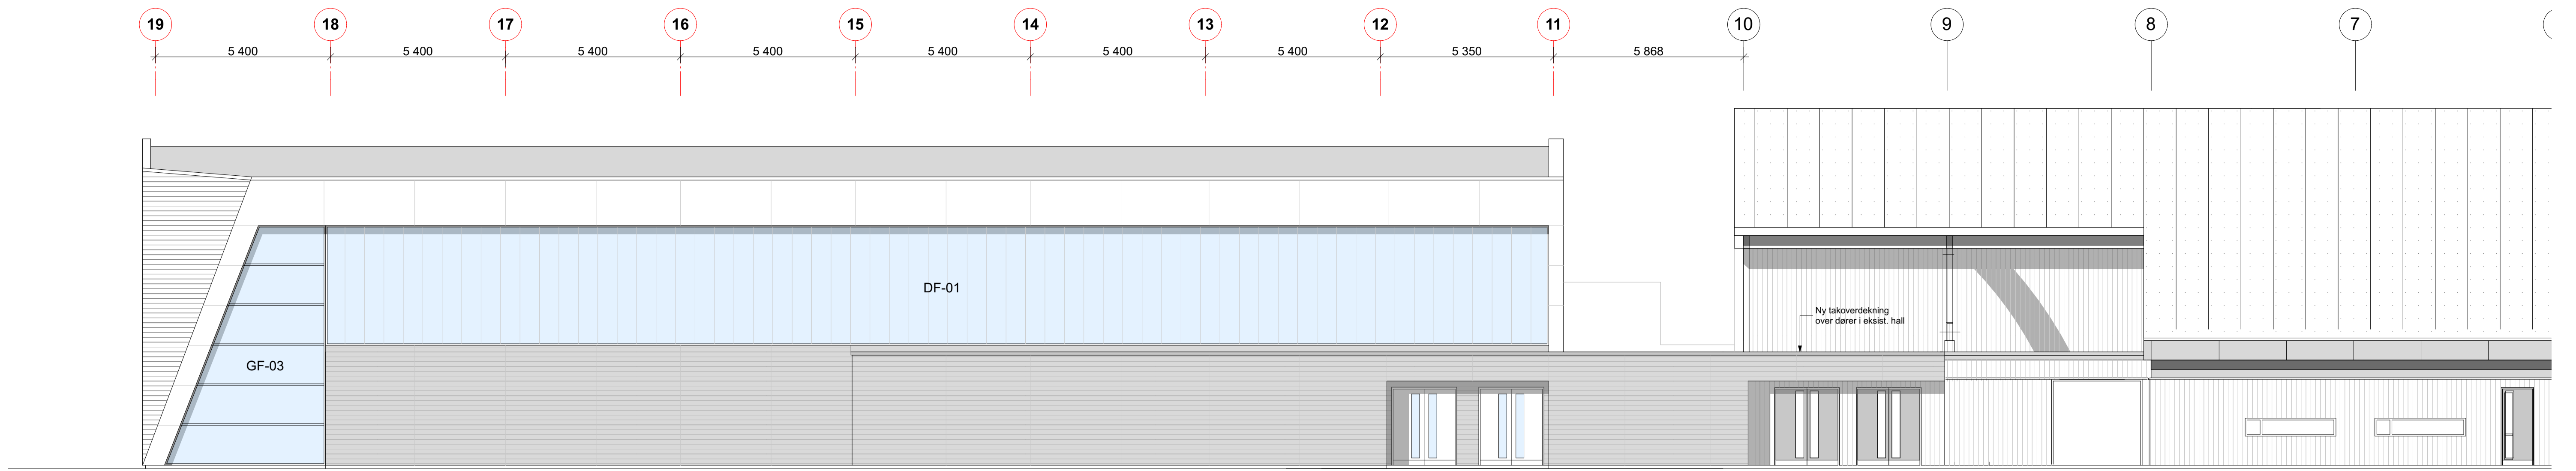 19 18 17 16 15 14 13 12 11 10 9 8 7
5 400 5 400 5 400 5 400 5 400 5 400 5 400 5 350 5 868
DF-01
Ny takoverdekning
over dører i eksist. hall
GF-03